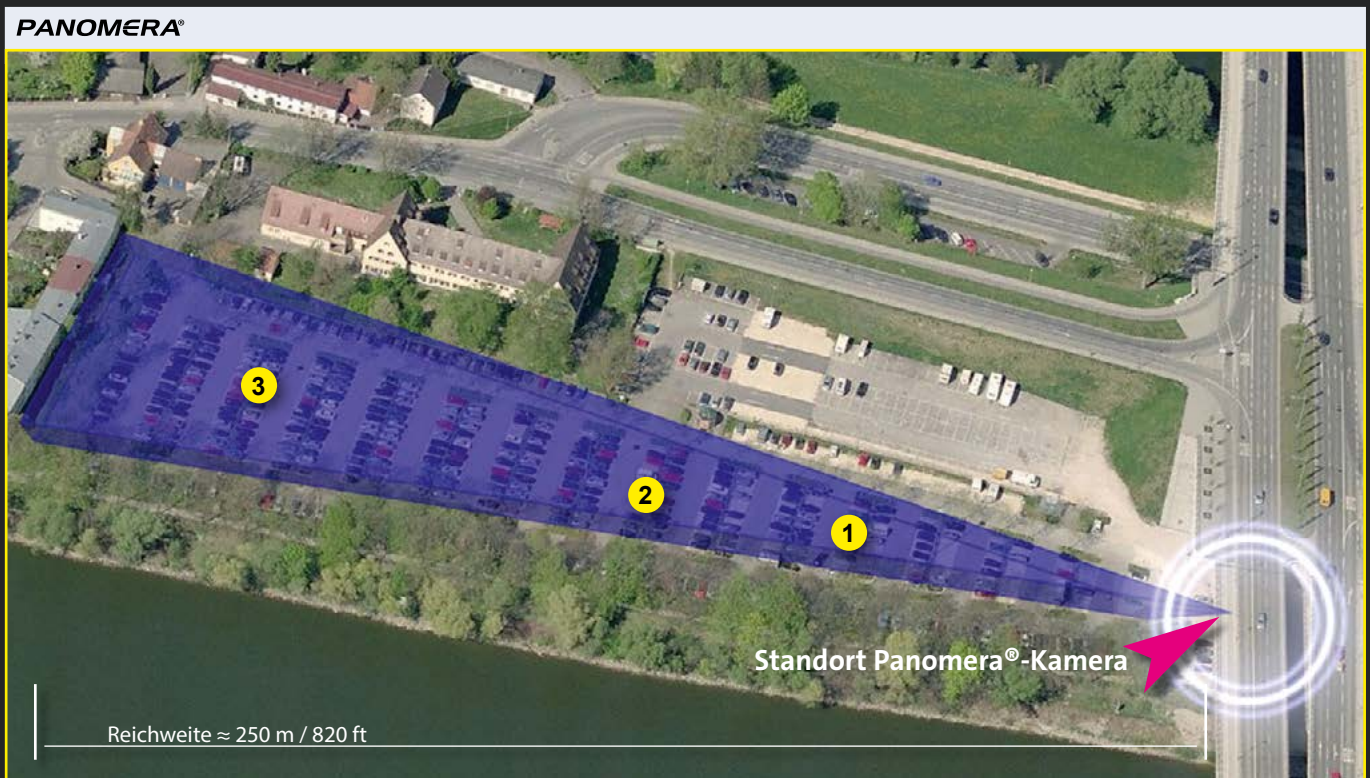 PANOMERA®
3
2
1
Standort Panomera®-Kamera
Reichweite ≈ 250 m / 820 ft